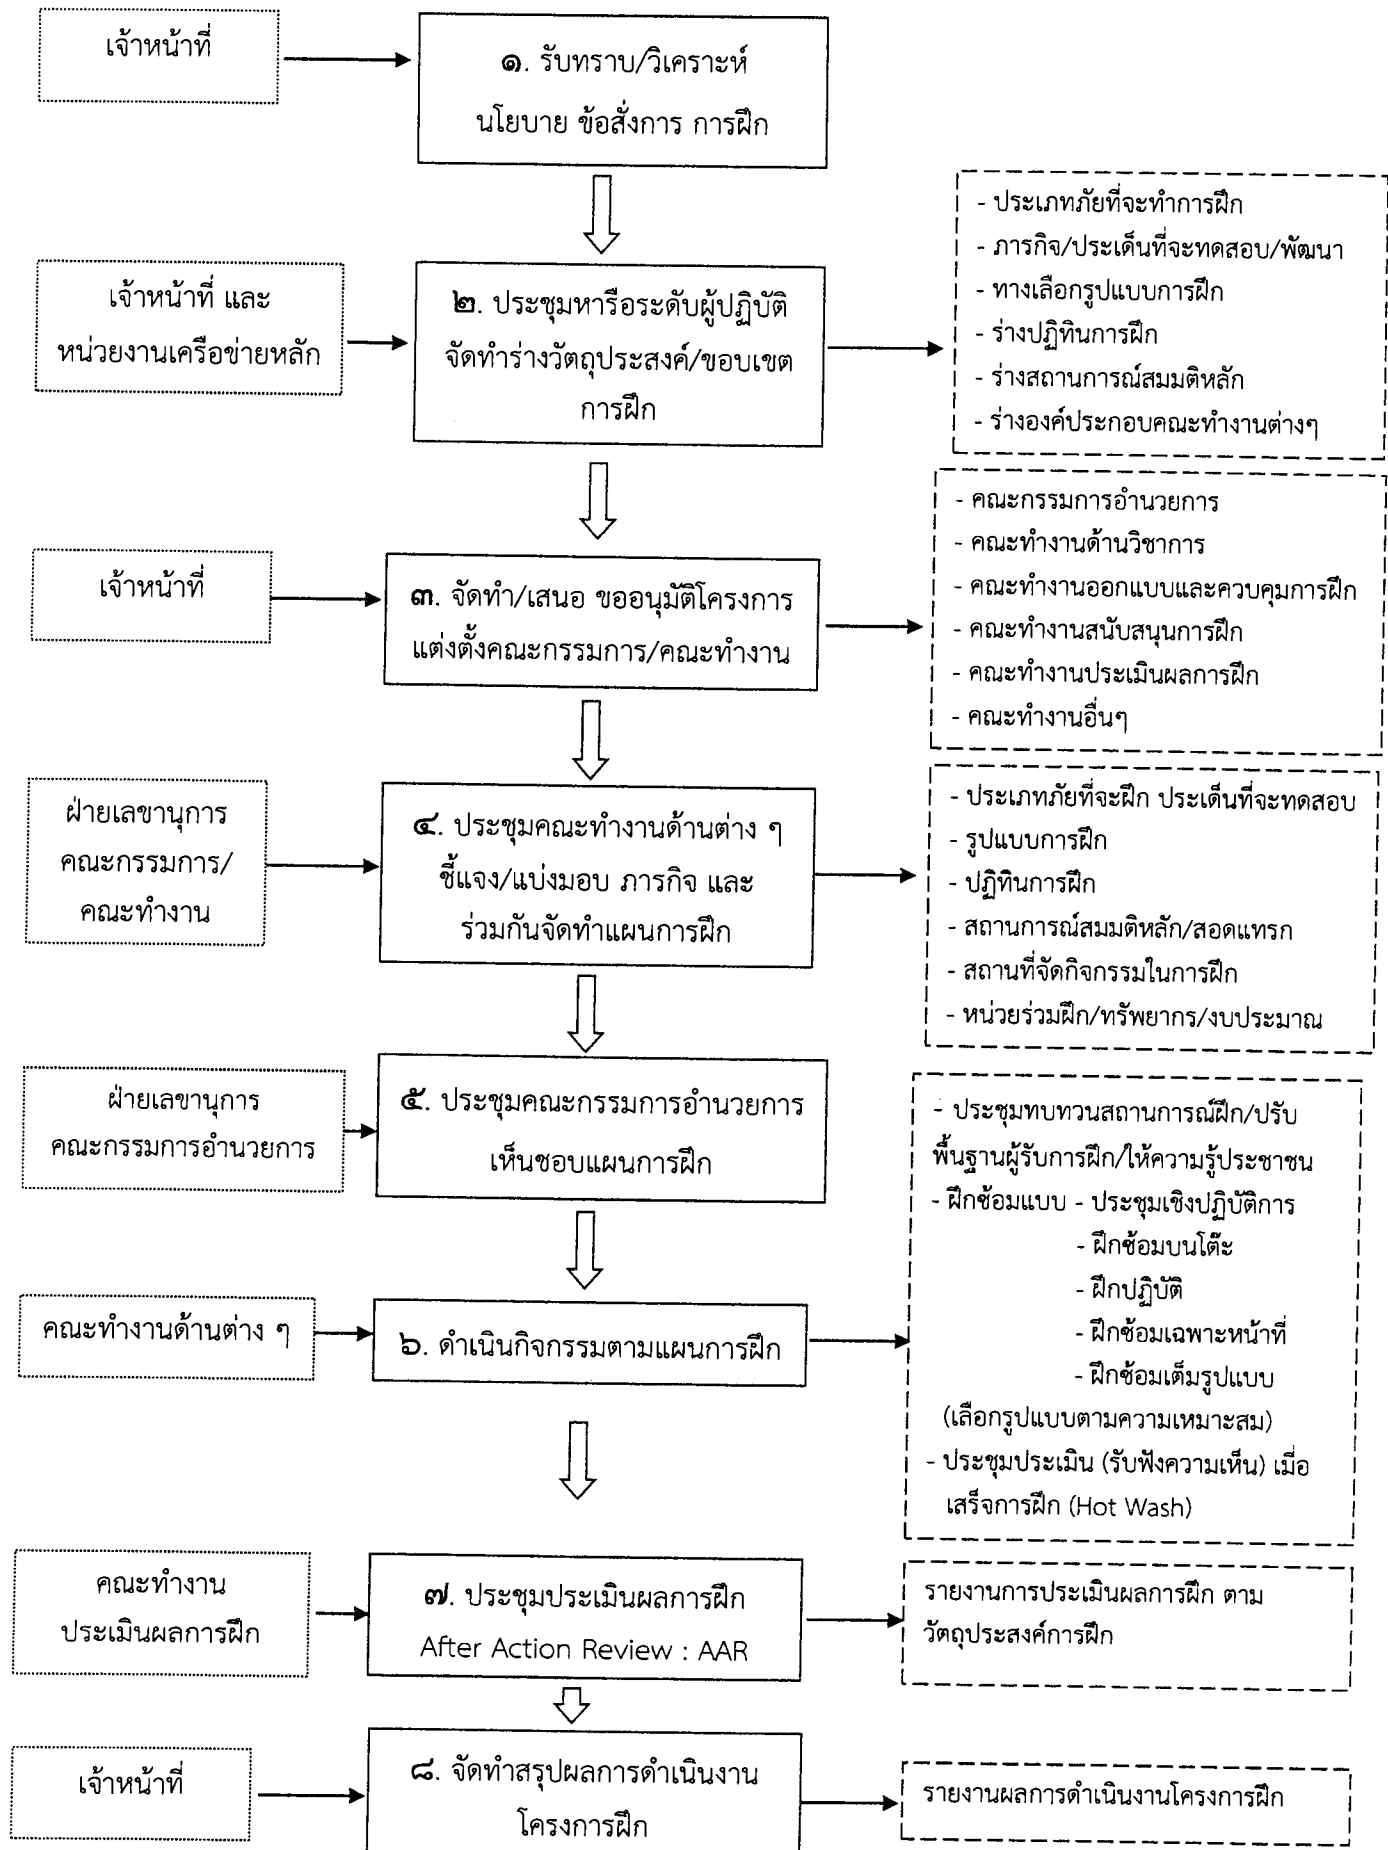 เจ้าหน้าที่
๑. รับทราบ/วิเคราะห์
นโยบาย ข้อสั่งการ การฝึก
เจ้าหน้าที่ และ
หน่วยงานเครือข่ายหลัก
๒. ประชุมหารือระดับผู้ปฏิบัติ
จัดทำร่างวัตถุประสงค์/ขอบเขต
การฝึก
- ประเภทภัยที่จะทำการฝึก
- ภารกิจ/ประเด็นที่จะทดสอบ/พัฒนา
- ทางเลือกรูปแบบการฝึก
- ร่างปฏิทินการฝึก
- ร่างสถานการณ์สมมติหลัก
- ร่างองค์ประกอบคณะทำงานต่างๆ
เจ้าหน้าที่
๓. จัดทำ/เสนอ ขออนุมัติโครงการ
แต่งตั้งคณะกรรมการ/คณะทำงาน
- คณะกรรมการอำนวยการ
- คณะทำงานด้านวิชาการ
- คณะทำงานออกแบบและควบคุมการฝึก
- คณะทำงานสนับสนุนการฝึก
- คณะทำงานประเมินผลการฝึก
- คณะทำงานอื่นๆ
ฝ่ายเลขานุการ
คณะกรรมการ/
คณะทำงาน
๔. ประชุมคณะทำงานด้านต่าง ๆ
ชี้แจง/แบ่งมอบ ภารกิจ และ
ร่วมกันจัดทำแผนการฝึก
- ประเภทภัยที่จะฝึก ประเด็นที่จะทดสอบ
- รูปแบบการฝึก
- ปฏิทินการฝึก
- สถานการณ์สมมติหลัก/สอดแทรก
- สถานที่จัดกิจกรรมในการฝึก
- หน่วยร่วมฝึก/ทรัพยากร/งบประมาณ
ฝ่ายเลขานุการ
คณะกรรมการอำนวยการ
๕. ประชุมคณะกรรมการอำนวยการ
เห็นชอบแผนการฝึก
คณะทำงานด้านต่าง ๆ
๖. ดำเนินกิจกรรมตามแผนการฝึก
- ประชุมทบทวนสถานการณ์ฝึก/ปรับ
พื้นฐานผู้รับการฝึก/ให้ความรู้ประชาชน
- ฝึกซ้อมแบบ - ประชุมเชิงปฏิบัติการ
- ฝึกซ้อมบนโต๊ะ
- ฝึกปฏิบัติ
- ฝึกซ้อมเฉพาะหน้าที่
- ฝึกซ้อมเต็มรูปแบบ
(เลือกรูปแบบตามความเหมาะสม)
- ประชุมประเมิน (รับฟังความเห็น) เมื่อ
เสร็จการฝึก (Hot Wash)
คณะทำงาน
ประเมินผลการฝึก
๗. ประชุมประเมินผลการฝึก
After Action Review : AAR
รายงานการประเมินผลการฝึก ตาม
วัตถุประสงค์การฝึก
เจ้าหน้าที่
๘. จัดทำสรุปผลการดำเนินงาน
โครงการฝึก
รายงานผลการดำเนินงานโครงการฝึก